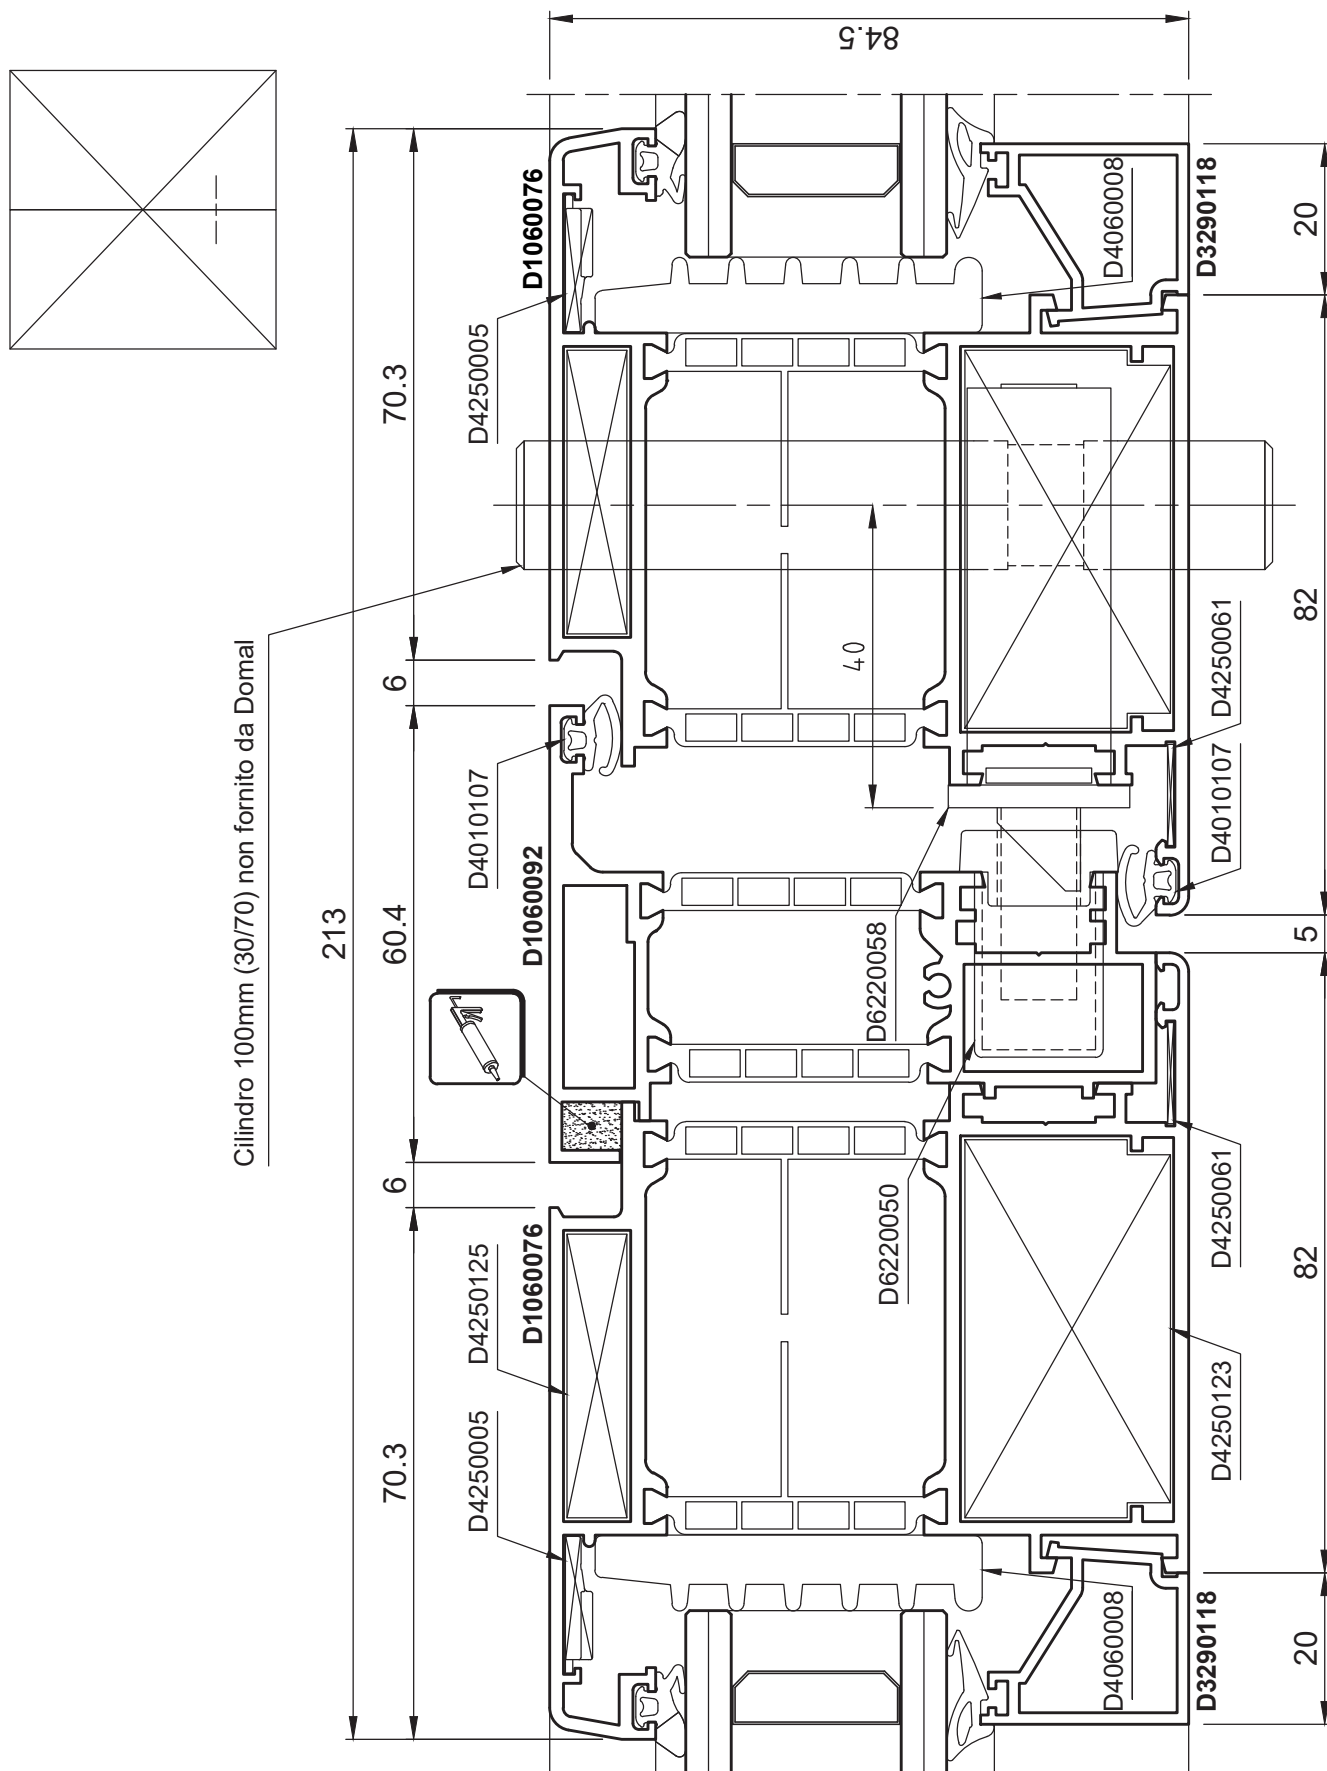 Cilindro 100mm (30/70) non fornito da Domal
213
70.3
6
60.4
6
70.3
D4250005
D4250125
D4010107
D4250005
D1060076
D1060092
D1060076
84.5
40
D6220058
D6220050
D4060008
D4060008
D3290118
D3290118
D4250123
D4250061
D4010107
D4250061
20
82
5
82
20